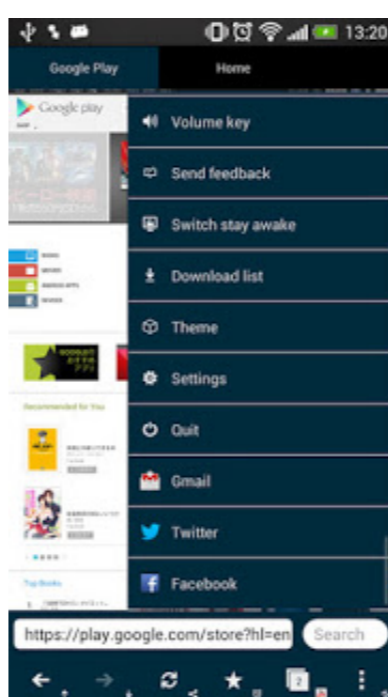 13:20
Google Play
Home
Google play
Volume key
Send feedback
Switch stay awake
Download list
Theme
Settings
Quit
Recommended for You
Gmail
Twitter
Top Books
Facebook
https://play.google.com/store?hl=en
Search
2